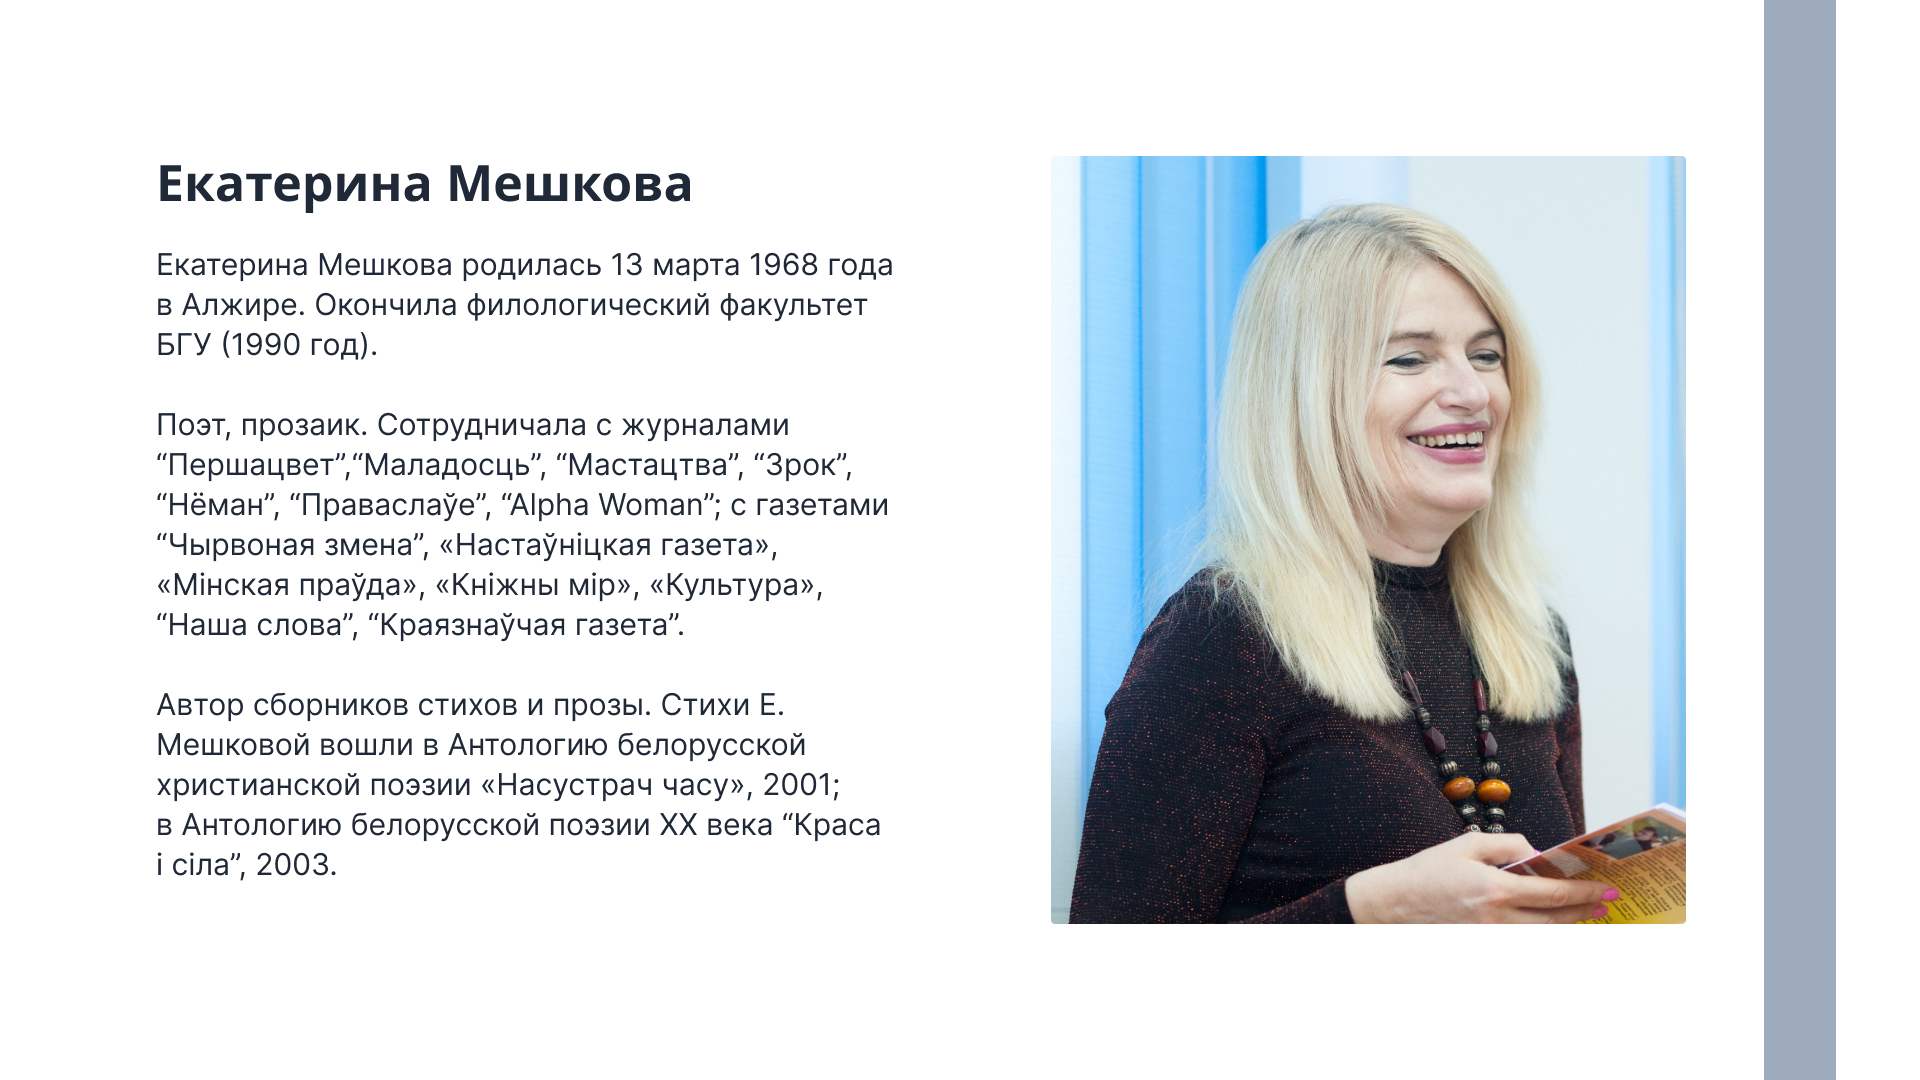 Екатерина Мешкова
Екатерина Мешкова родилась 13 марта 1968 года
в Алжире. Окончила филологический факультет
БГУ (1990 год).
Поэт, прозаик. Сотрудничала с журналами
“Першацвет”,“Маладосць”, “Мастацтва”, “Зрок”,
“Нёман”, “Праваслаўе”, “Alpha Woman”; с газетами
“Чырвоная змена”, «Настаўніцкая газета»,
«Мінская праўда», «Кніжны мір», «Культура»,
“Наша слова”, “Краязнаўчая газета”.
Автор сборников стихов и прозы. Стихи Е.
Мешковой вошли в Антологию белорусской
христианской поэзии «Насустрач часу», 2001;
в Антологию белорусской поэзии XX века “Краса
і сіла”, 2003.